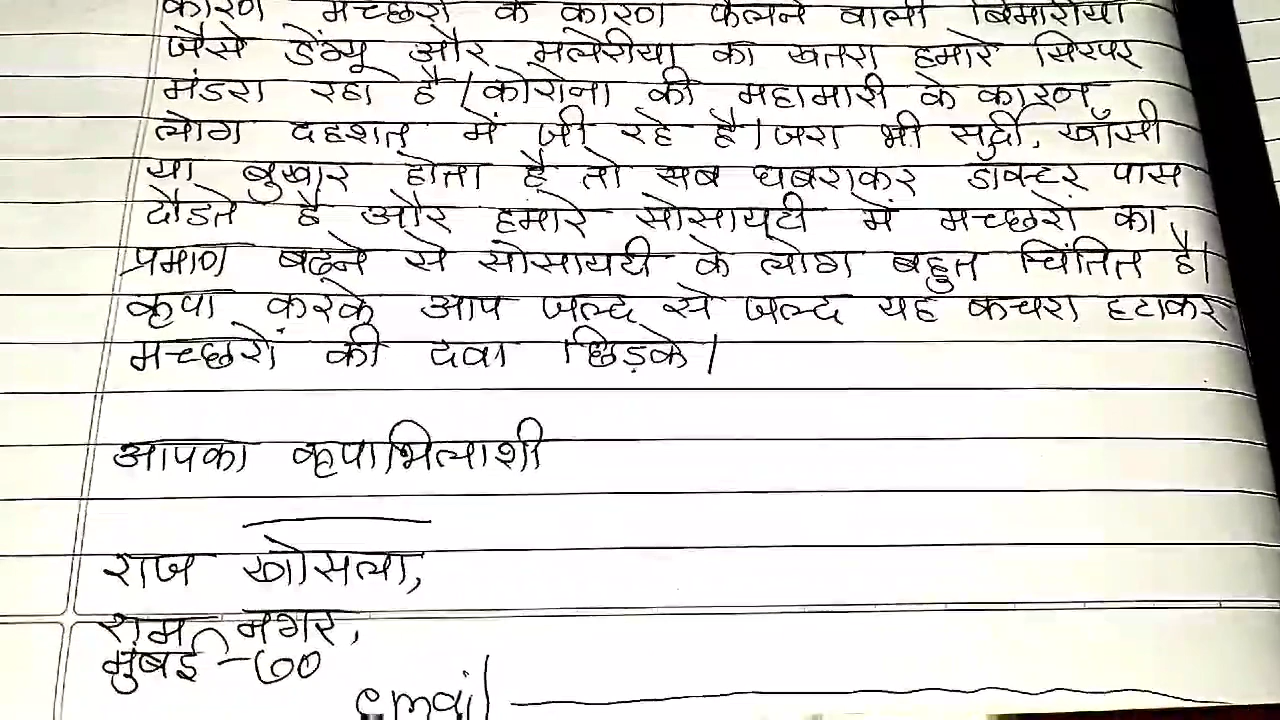 कारण मच्छरों के कारण फैलने वाली बिमारीया
जैसे डेंग्यू और मलेरीया का खतरा हमारे सिरपर
मंडरा रहा है। कोरोना की महामारी के कारण
लोग दहशत में जी रहे है। जरा भी सर्दी, खाँसी
या बुखार होता है तो सब घबराकर डाक्टर पास
दौडते है और हमारे सोसायटी में मच्छरों का
प्रमाण बढने से सोसायटी के लोग बहुत चिंतित है।
कृपा करके आप जल्द से जल्द यह कचरा हटाकर
मच्छरों की दवा छिड़के।
आपका कृपाभिलाशी
राज खोसला,
राम नगर,
मुंबई -७०
email